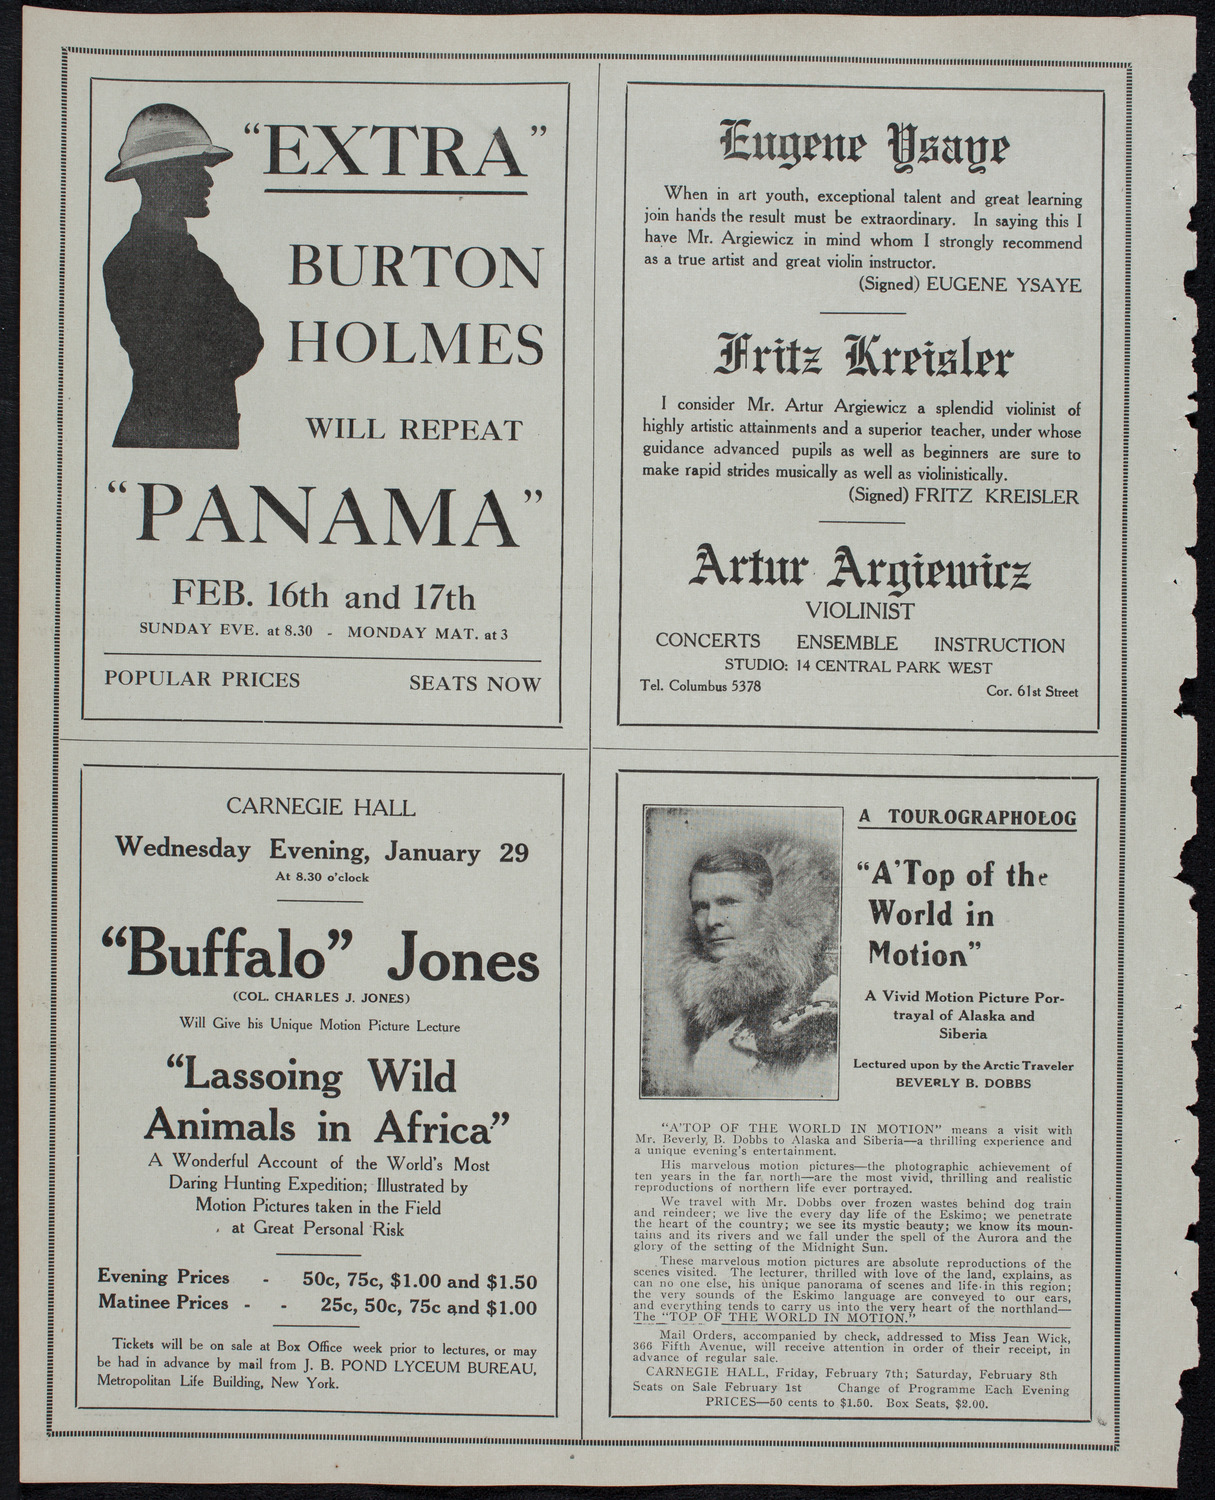 "EXTRA"
BURTON
HOLMES
WILL REPEAT
"PANAMA"
FEB. 16th and 17th
SUNDAY EVE. at 8.30 - MONDAY MAT. at 3
POPULAR PRICES SEATS NOW
Eugene Ysaye
When in art youth, exceptional talent and great learning
join hands the result must be extraordinary. In saying this I
have Mr. Argiewicz in mind whom I strongly recommend
as a true artist and great violin instructor.
(Signed) EUGENE YSAYE
Fritz Kreisler
I consider Mr. Artur Argiewicz a splendid violinist of
highly artistic attainments and a superior teacher, under whose
guidance advanced pupils as well as beginners are sure to
make rapid strides musically as well as violinistically.
(Signed) FRITZ KREISLER
Artur Argiewicz
VIOLINIST
CONCERTS ENSEMBLE INSTRUCTION
STUDIO: 14 CENTRAL PARK WEST
Tel. Columbus 5378 Cor. 61st Street
CARNEGIE HALL
Wednesday Evening, January 29
At 8.30 o'clock
"Buffalo" Jones
(COL. CHARLES J. JONES)
Will Give his Unique Motion Picture Lecture
"Lassoing Wild
Animals in Africa"
A Wonderful Account of the World's Most
Daring Hunting Expedition; Illustrated by
Motion Pictures taken in the Field
at Great Personal Risk
Evening Prices - 50c, 75c, $1.00 and $1.50
Matinee Prices - - 25c, 50c, 75c and $1.00
Tickets will be on sale at Box Office week prior to lectures, or may
be had in advance by mail from J. B. POND LYCEUM BUREAU,
Metropolitan Life Building, New York.
A TOUROGRAPHOLOG
"A'Top of the
World in
Motion"
A Vivid Motion Picture Por-
trayal of Alaska and
Siberia
Lectured upon by the Arctic Traveler
BEVERLY B. DOBBS
"A'TOP OF THE WORLD IN MOTION" means a visit with
Mr. Beverly, B. Dobbs to Alaska and Siberia—a thrilling experience and
a unique evening's entertainment.
His marvelous motion pictures—the photographic achievement of
ten years in the far north—are the most vivid, thrilling and realistic
reproductions of northern life ever portrayed.
We travel with Mr. Dobbs over frozen wastes behind dog train
and reindeer; we live the every day life of the Eskimo; we penetrate
the heart of the country; we see its mystic beauty; we know its moun-
tains and its rivers and we fall under the spell of the Aurora and the
glory of the setting of the Midnight Sun.
These marvelous motion pictures are absolute reproductions of the
scenes visited. The lecturer, thrilled with love of the land, explains, as
can no one else, his unique panorama of scenes and life in this region;
the very sounds of the Eskimo language are conveyed to our ears,
and everything tends to carry us into the very heart of the northland—
The "TOP OF THE WORLD IN MOTION."
Mail Orders, accompanied by check, addressed to Miss Jean Wick,
366 Fifth Avenue, will receive attention in order of their receipt, in
advance of regular sale.
CARNEGIE HALL, Friday, February 7th; Saturday, February 8th
Seats on Sale February 1st Change of Programme Each Evening
PRICES—50 cents to $1.50. Box Seats, $2.00.